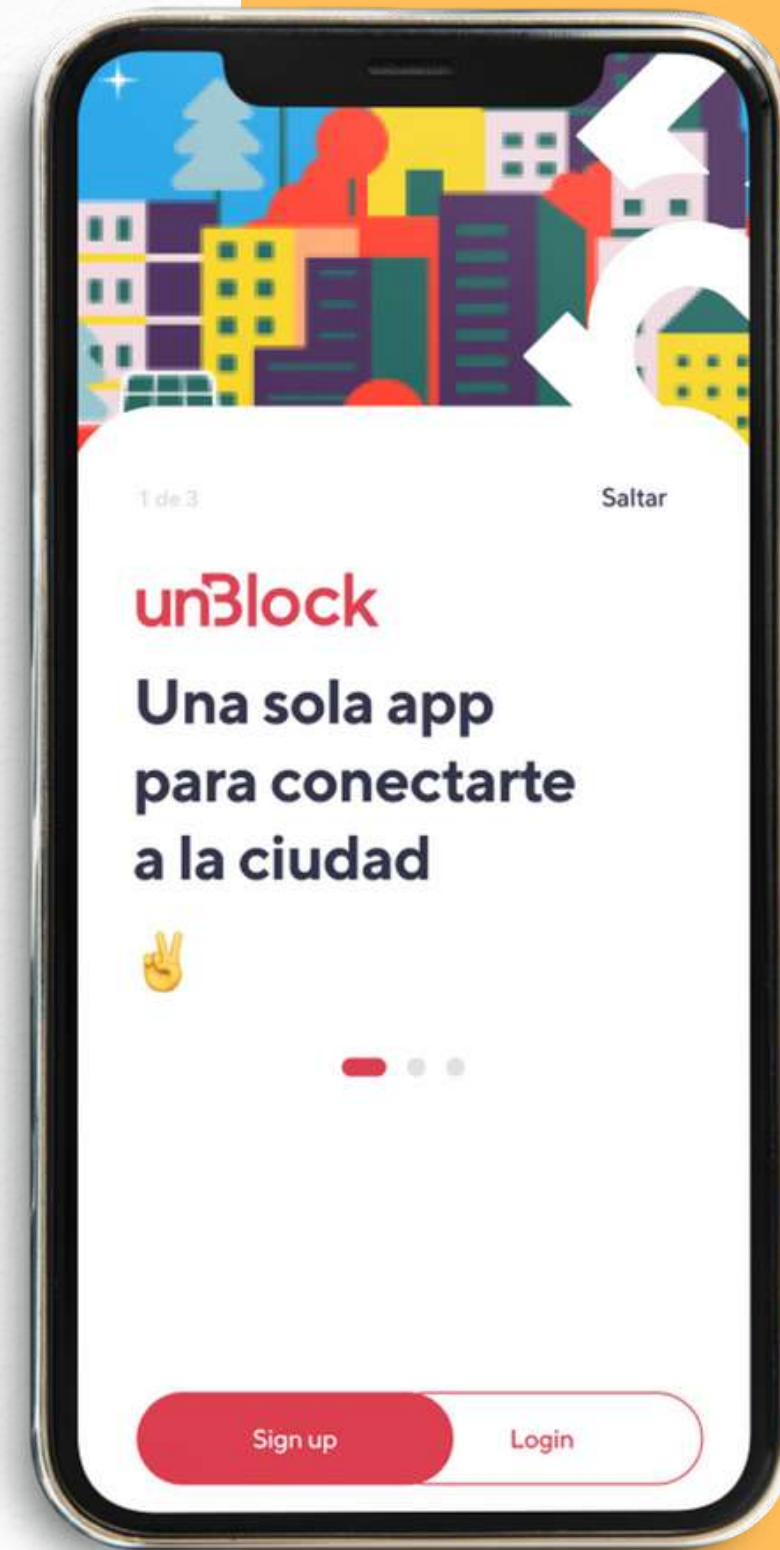 1 de 3
Saltar
unBlock
Una sola app
para conectarte
a la ciudad
Sign up
Login